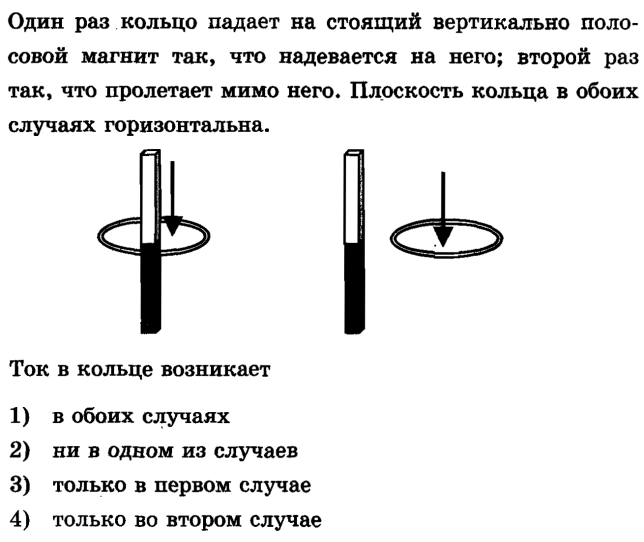 Один раз кольцо падает на стоящий вертикально поло-
совой магнит так, что надевается на него; второй раз
так, что пролетает мимо него. Плоскость кольца в обоих
случаях горизонтальна.
Ток в кольце возникает
1) в обоих случаях
2) ни в одном из случаев
3) только в первом случае
4) только во втором случае